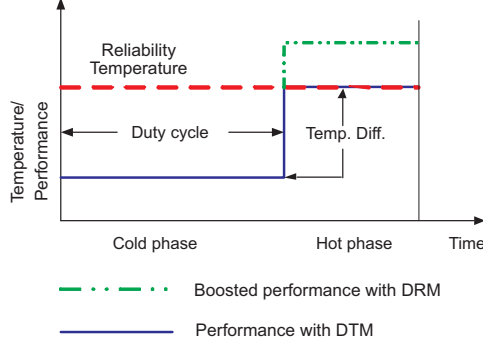 Reliability
Temperature
Temperature/
Performance
Duty cycle
Temp. Diff.
Cold phase
Hot phase
Time
Boosted performance with DRM
Performance with DTM